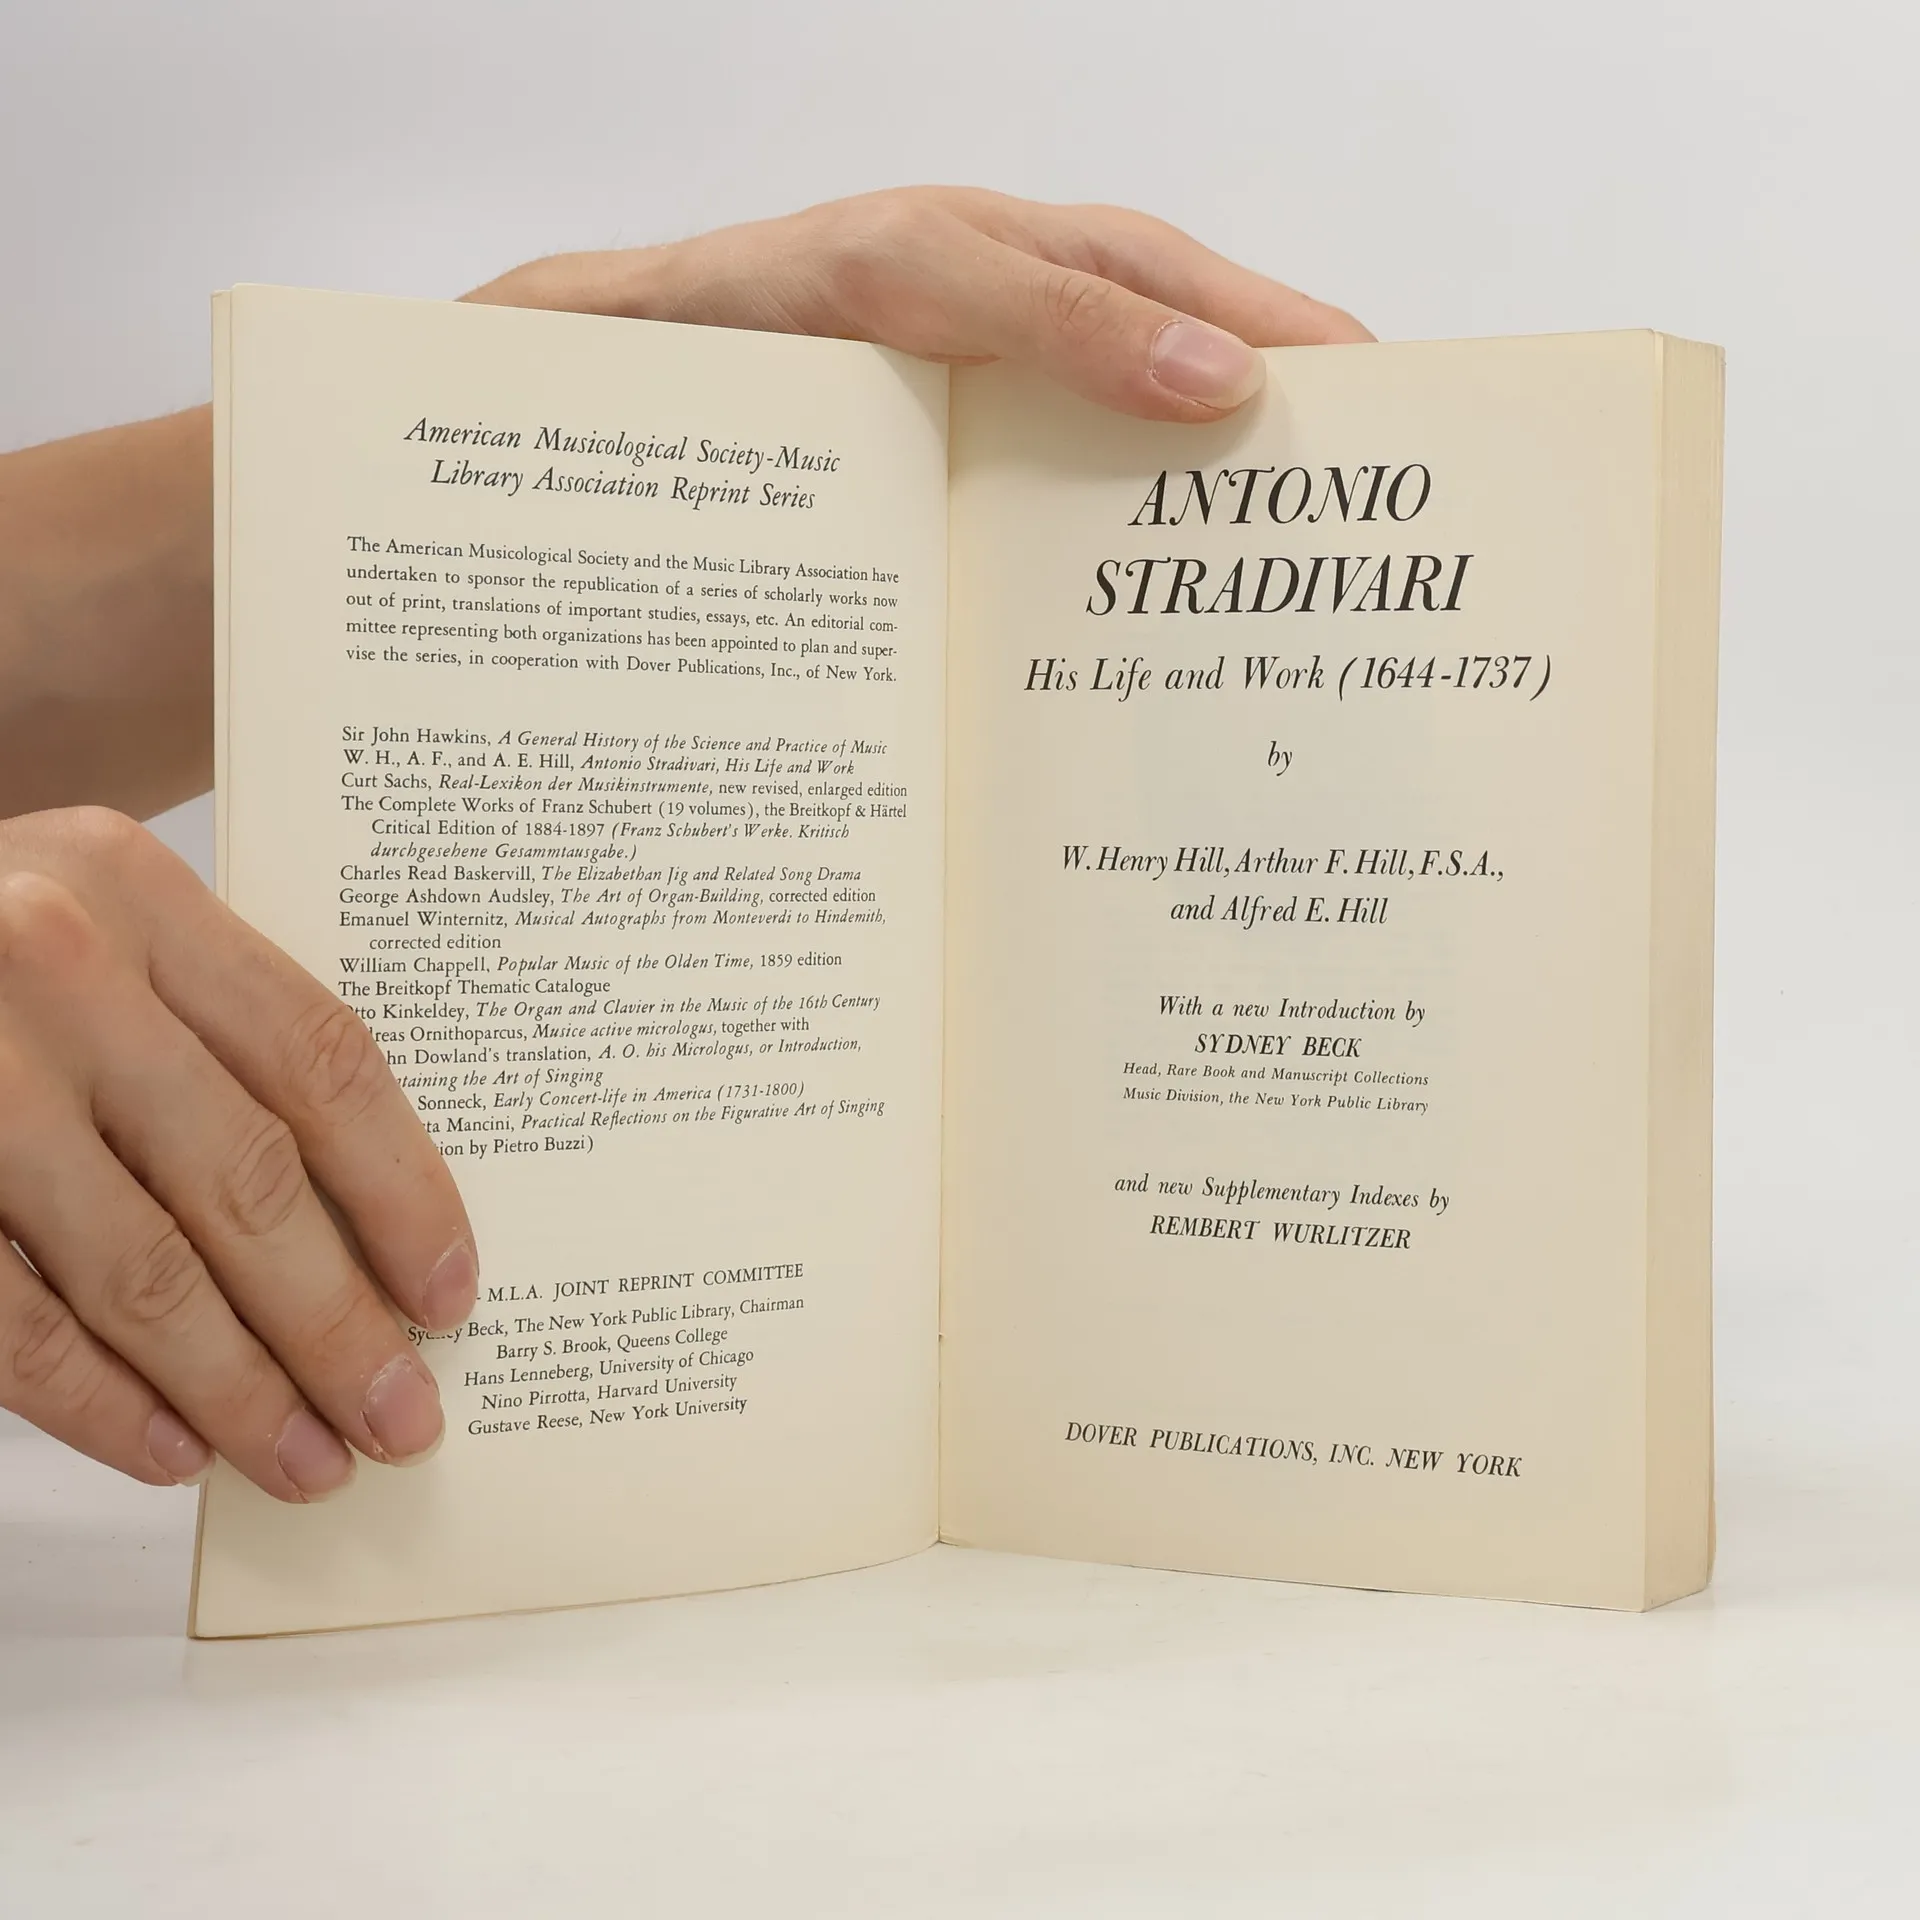 American Musicological Society-Music
Library Association Reprint Series
The American Musicological Society and the Music Library Association have
undertaken to sponsor the republication of a series of scholarly works now
out of print, translations of important studies, essays, etc. An editorial com-
mittee representing both organizations has been appointed to plan and super-
vise the series, in cooperation with Dover Publications, Inc., of New York.
Sir John Hawkins, A General History of the Science and Practice of Music
W. H., A. F., and A. E. Hill, Antonio Stradivari, His Life and Work
Curt Sachs, Real-Lexikon der Musikinstrumente, new revised, enlarged edition
The Complete Works of Franz Schubert (19 volumes), the Breitkopf & Härtel
Critical Edition of 1884-1897 (Franz Schubert's Werke. Kritisch
durchgesehene Gesammtausgabe.)
Charles Read Baskervill, The Elizabethan Jig and Related Song Drama
George Ashdown Audsley, The Art of Organ-Building, corrected edition
Emanuel Winternitz, Musical Autographs from Monteverdi to Hindemith,
corrected edition
William Chappell, Popular Music of the Olden Time, 1859 edition
The Breitkopf Thematic Catalogue
Kinkeldey, The Organ and Clavier in the Music of the 16th Century
Ornithoparcus, Musice active micrologus, together with
Dowland's translation, A. O. his Micrologus, or Introduction,
the Art of Singing
Sonneck, Early Concert-life in America (1731-1800)
Mancini, Practical Reflections on the Figurative Art of Singing
by Pietro Buzzi)
- M.L.A. JOINT REPRINT COMMITTEE
Beck, The New York Public Library, Chairman
Barry S. Brook, Queens College
Hans Lenneberg, University of Chicago
Nino Pirrotta, Harvard University
Gustave Reese, New York University
ANTONIO
STRADIVARI
His Life and Work (1644-1737)
by
W. Henry Hill, Arthur F. Hill, F.S.A.,
and Alfred E. Hill
With a new Introduction by
SYDNEY BECK
Head, Rare Book and Manuscript Collections
Music Division, the New York Public Library
and new Supplementary Indexes by
REMBERT WURLITZER
DOVER PUBLICATIONS, INC. NEW YORK